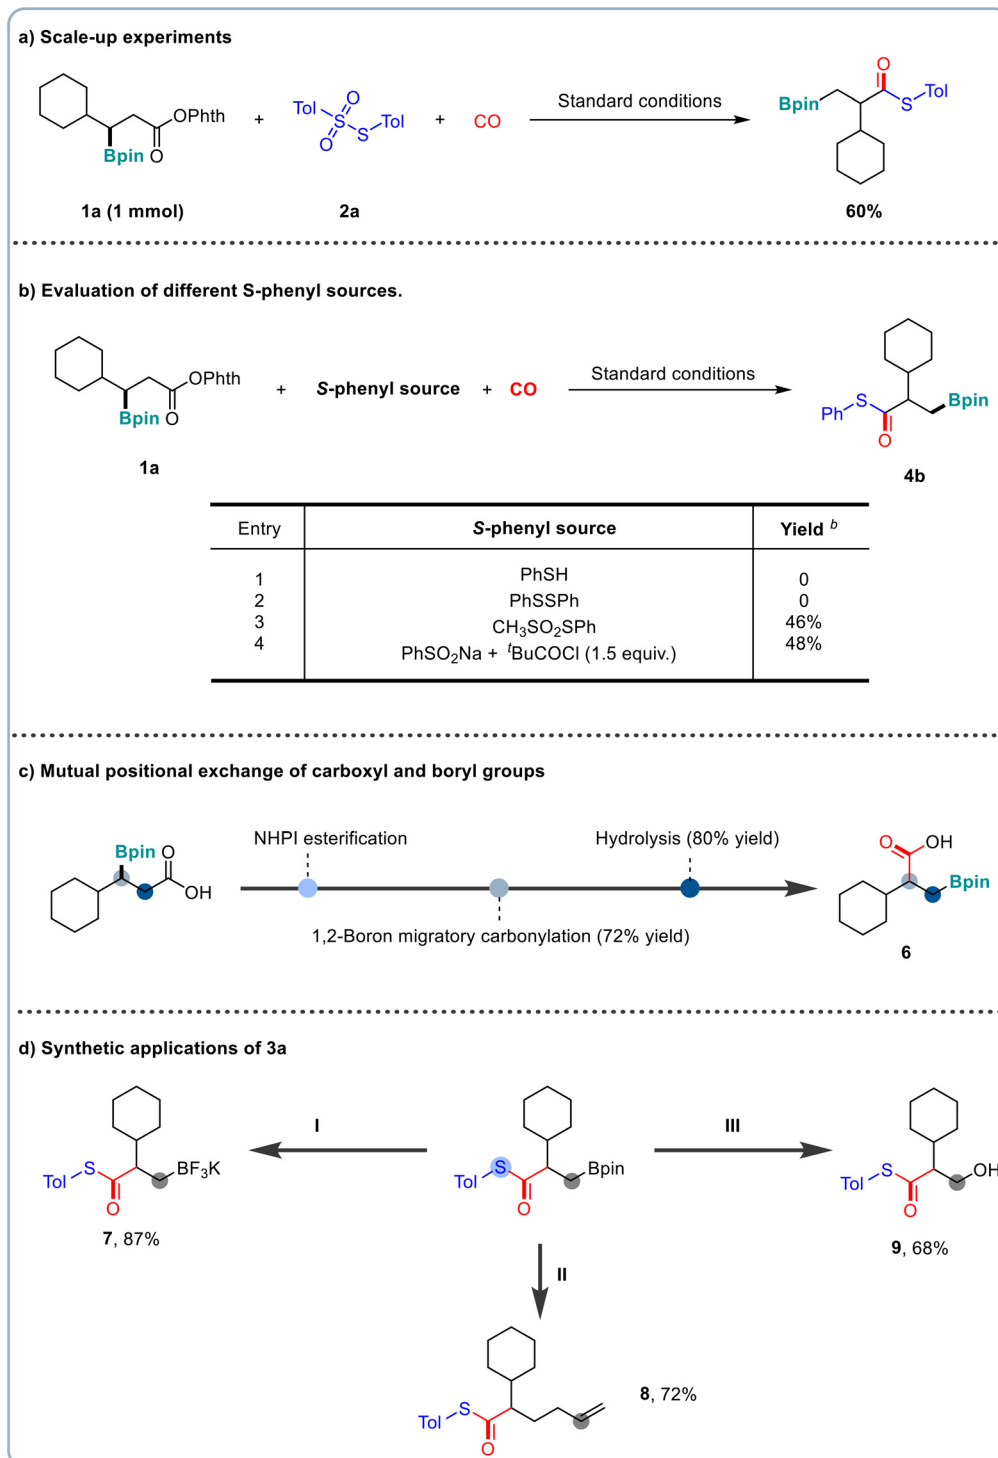 a) Scale-up experiments
OPhth
O
Bpin
1a (1 mmol)
+
Tol
O
S
O
S
Tol
2a
+
CO
Standard conditions
O
Bpin
S
Tol
60%
b) Evaluation of different S-phenyl sources.
OPhth
O
Bpin
1a
+
S-phenyl source
+
CO
Standard conditions
Ph
S
O
Bpin
4b
Entry S-phenyl source Yield b
1 PhSH 0
2 PhSSPh 0
3 CH3SO2SPh 46%
4 PhSO2Na + tBuCOCl (1.5 equiv.) 48%
c) Mutual positional exchange of carboxyl and boryl groups
Bpin
O
OH
NHPI esterification
Hydrolysis (80% yield)
1,2-Boron migratory carbonylation (72% yield)
O
OH
Bpin
6
d) Synthetic applications of 3a
Tol
S
O
BF3K
7, 87%
I
Tol
S
O
Bpin
III
Tol
S
O
OH
9, 68%
II
Tol
S
O
8, 72%